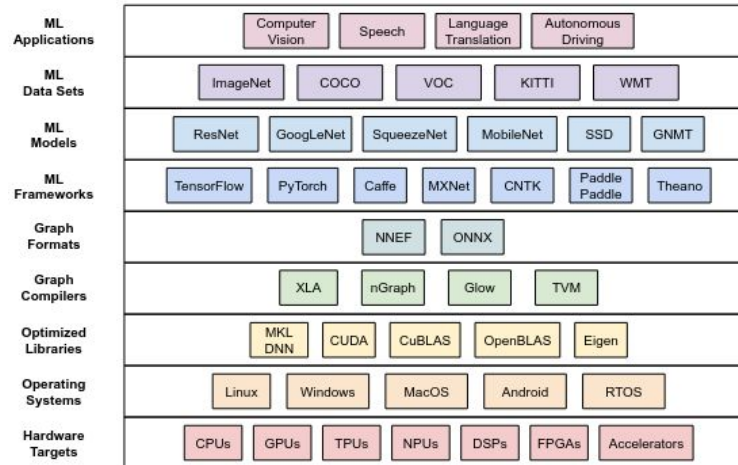 ML
Applications
Computer
Vision
Speech
Language
Translation
Autonomous
Driving
ML
Data Sets
ImageNet
COCO
VOC
KITTI
WMT
ML
Models
ResNet
GoogLeNet
SqueezeNet
MobileNet
SSD
GNMT
ML
Frameworks
TensorFlow
PyTorch
Caffe
MXNet
CNTK
Paddle
Paddle
Theano
Graph
Formats
NNEF
ONNX
Graph
Compilers
XLA
nGraph
Glow
TVM
Optimized
Libraries
MKL
DNN
CUDA
CuBLAS
OpenBLAS
Eigen
Operating
Systems
Linux
Windows
MacOS
Android
RTOS
Hardware
Targets
CPUs
GPUs
TPUs
NPUs
DSPs
FPGAs
Accelerators